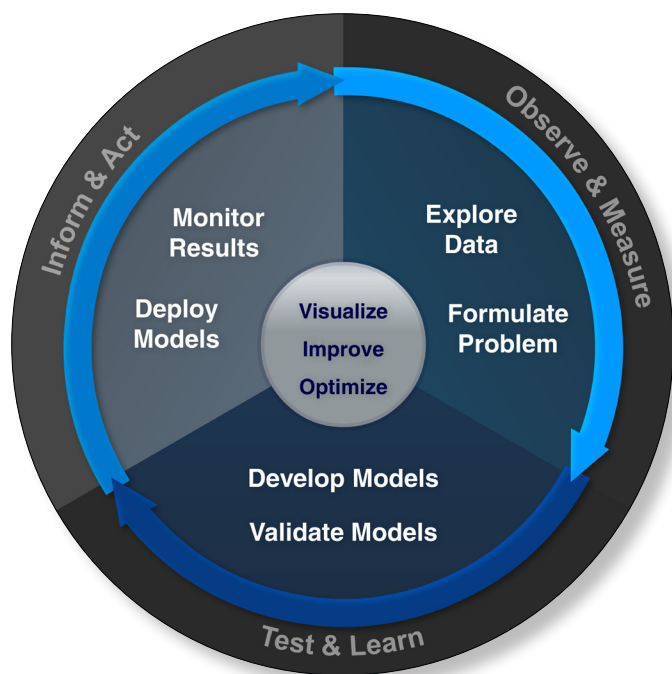 Observe & Measure
Explore
Data
Formulate
Problem
Test & Learn
Develop Models
Validate Models
Inform & Act
Monitor
Results
Deploy
Models
Visualize
Improve
Optimize